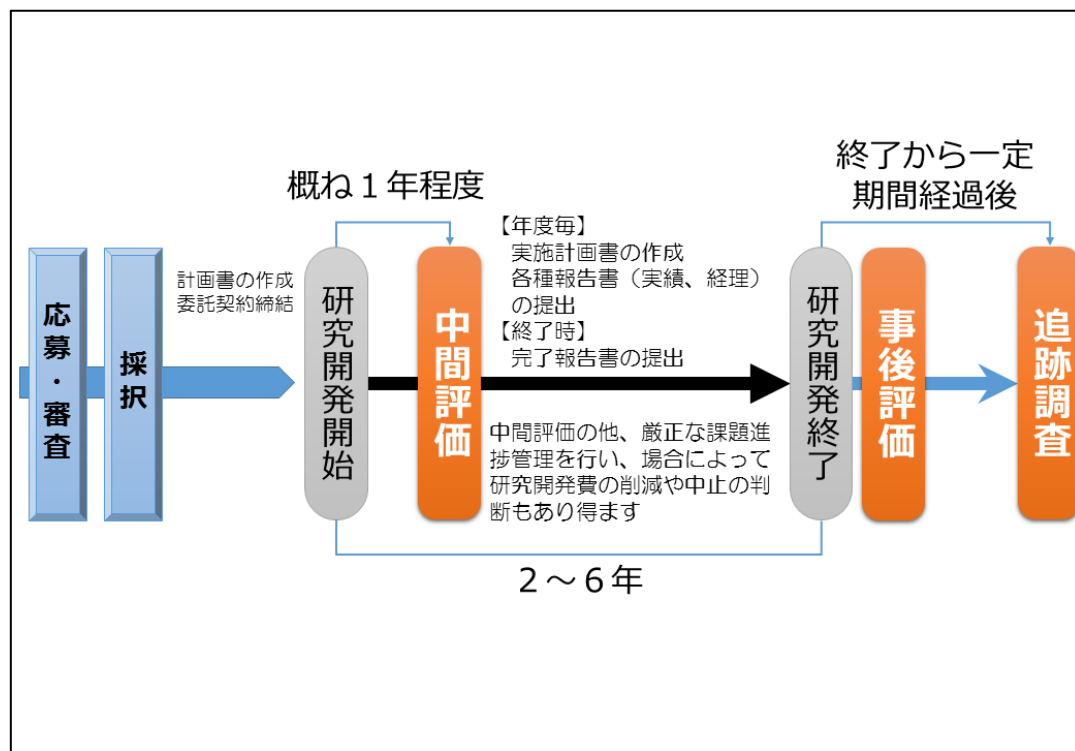 応募・審査
採択
計画書の作成
委託契約締結
概ね１年程度
研究開発開始
中間評価
【年度毎】
実施計画書の作成
各種報告書（実績、経理）
の提出
【終了時】
完了報告書の提出
中間評価の他、厳正な課題進
捗管理を行い、場合によって
研究開発費の削減や中止の判
断もあり得ます
２～６年
終了から一定
期間経過後
研究開発終了
事後評価
追跡調査